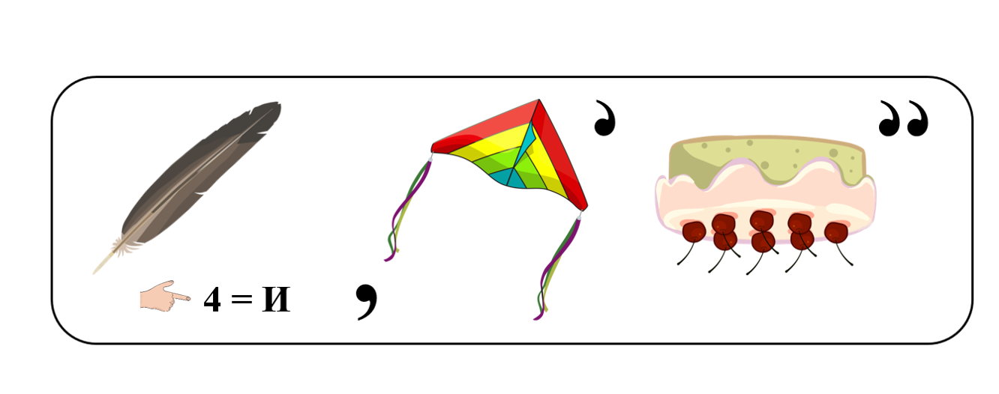 4 = И